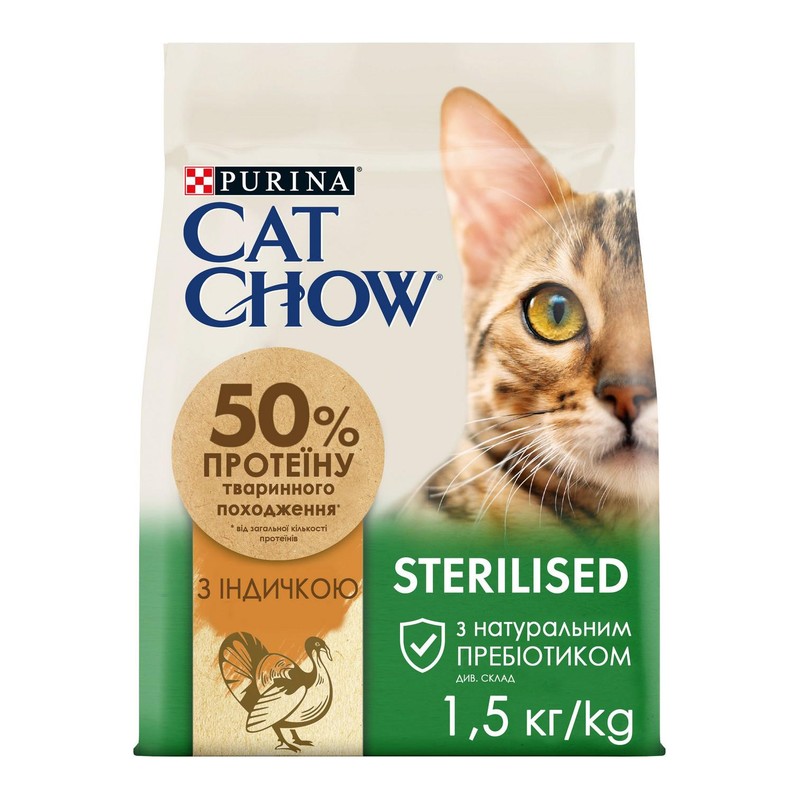 PURINA®
CAT
CHOW®
50%
ПРОТЕЇНУ
тваринного
походження*
* від загальної кількості
протеїнів
З ІНДИЧКОЮ
STERILISED
з натуральним
ПРЕБІОТИКОМ
ДИВ. СКЛАД
1,5 кг/kg